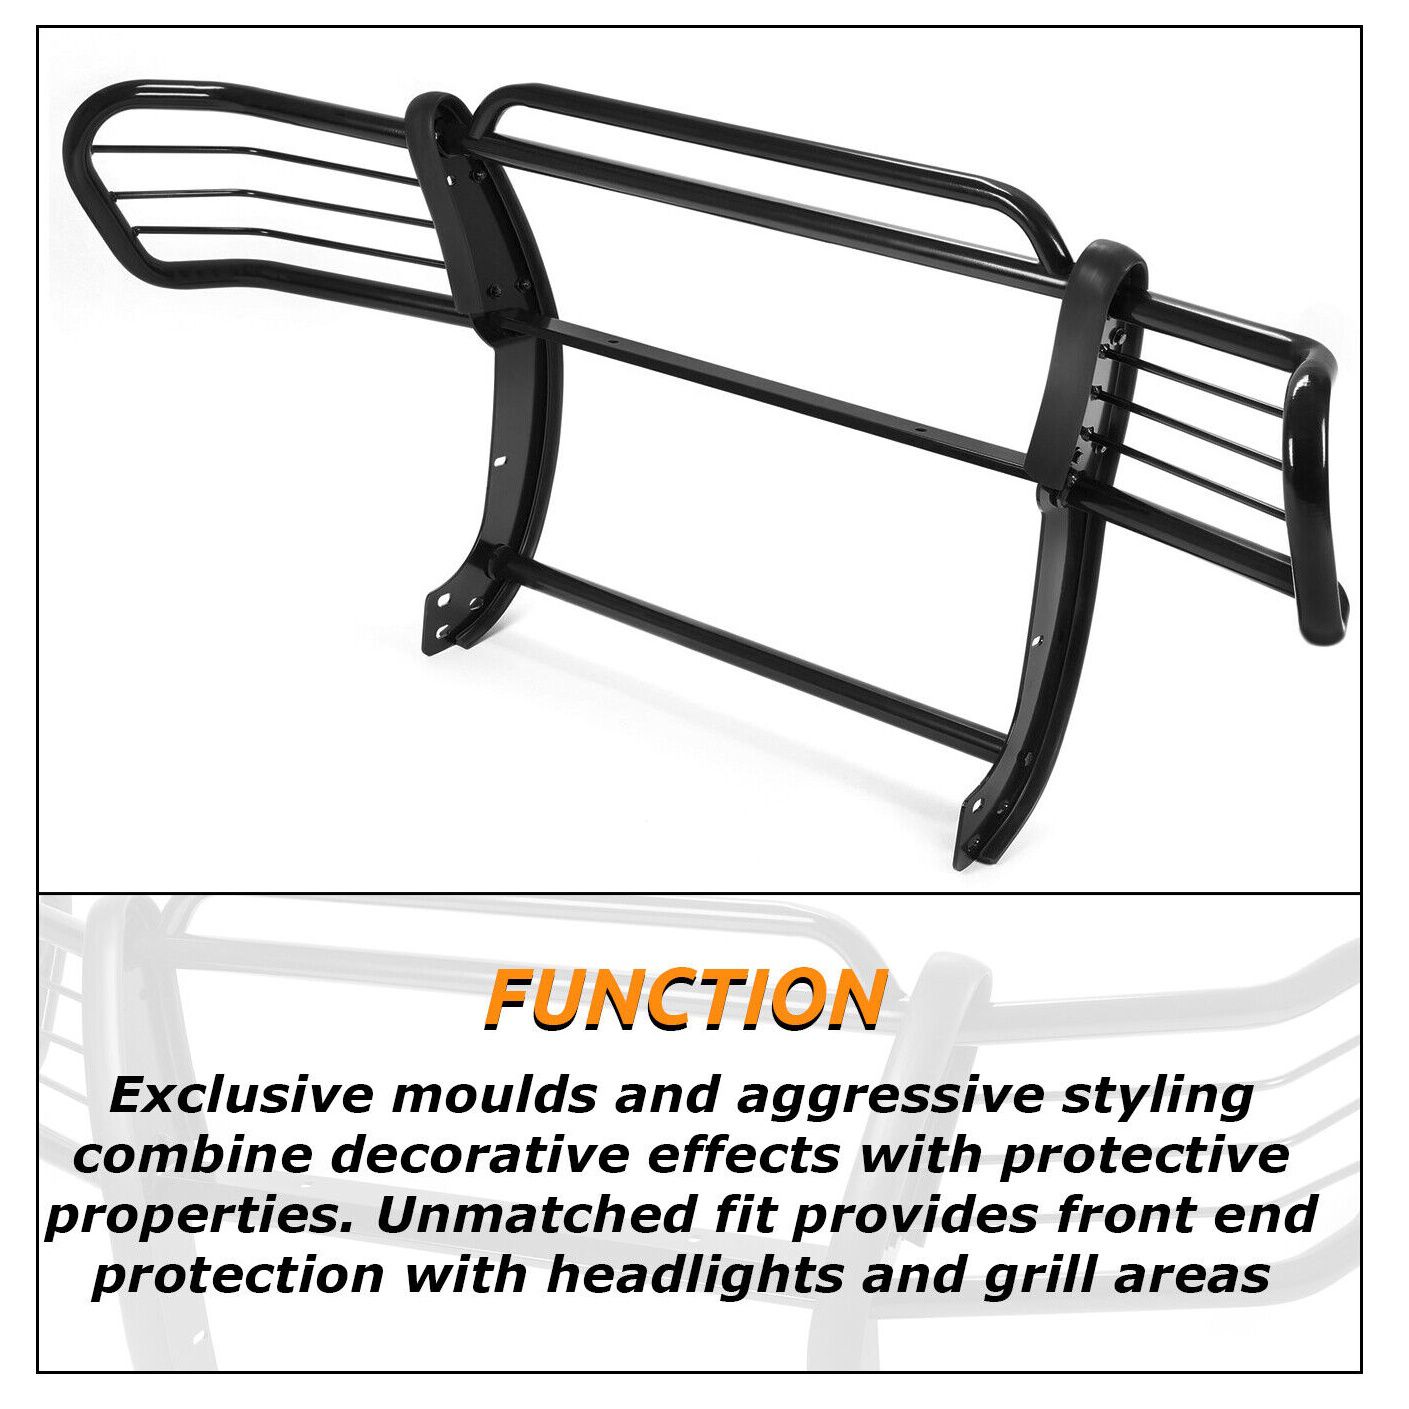 FUNCTION
Exclusive moulds and aggressive styling
combine decorative effects with protective
properties. Unmatched fit provides front end
protection with headlights and grill areas